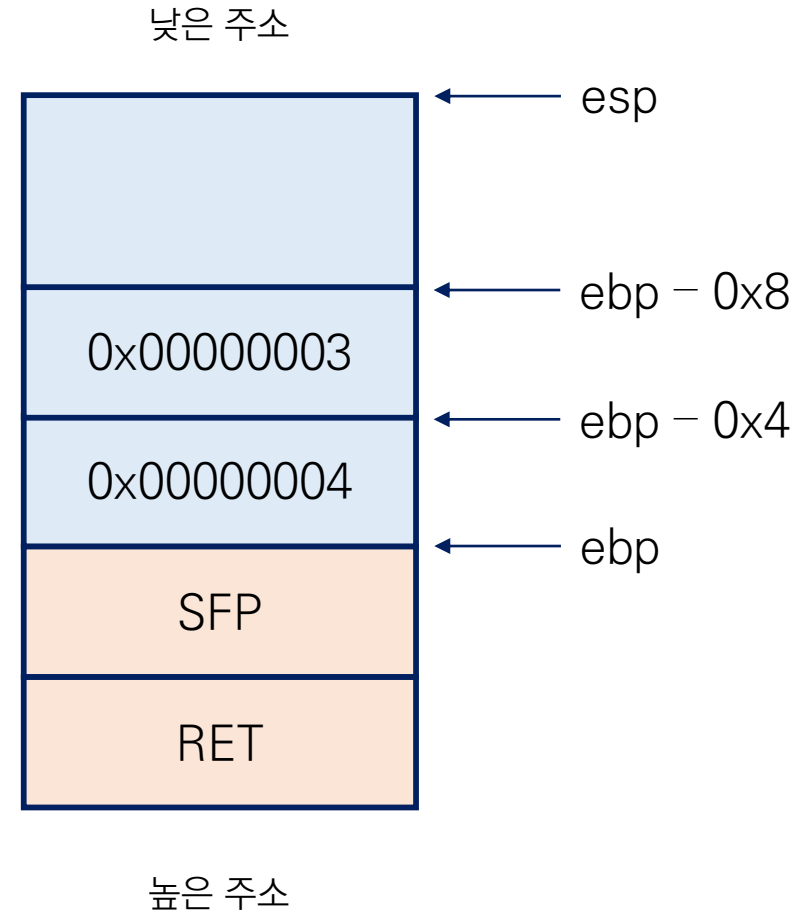 낮은 주소
esp
ebp – 0x8
0x00000003
ebp – 0x4
0x00000004
ebp
SFP
RET
높은 주소